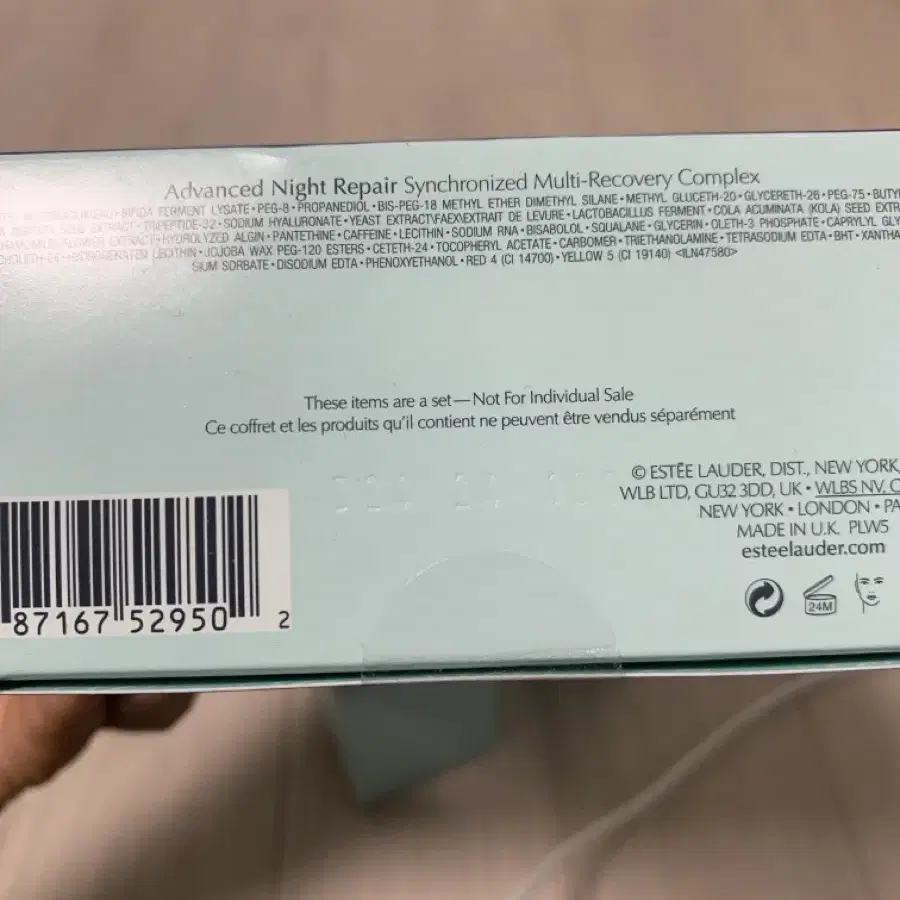 Advanced Night Repair Synchronized Multi-Recovery Complex
BIFIDA FERMENT LYSATE • PEG-8 • PROPANEDIOL • BIS-PEG-18 METHYL ETHER DIMETHYL SILANE • METHYL GLUCETH-20 • GLYCERETH-26 • PEG-75 • BUTY
SEED EXTRACT • TRIPEPTIDE-32 • SODIUM HYALURONATE • YEAST EXTRACT\FAEX\EXTRAIT DE LEVURE • LACTOBACILLUS FERMENT • COLA ACUMINATA (KOLA) SEED EXTR
FLOWER EXTRACT • HYDROLYZED ALGIN • PANTETHINE • CAFFEINE • LECITHIN • SODIUM RNA • BISABOLOL • SQUALANE • GLYCERIN • OLETH-3 PHOSPHATE • CAPRYLYL GLY
HYDROGENATED LECITHIN • JOJOBA WAX PEG-120 ESTERS • CETETH-24 • TOCOPHERYL ACETATE • CARBOMER • TRIETHANOLAMINE • TETRASODIUM EDTA • BHT • XANTHA
SIUM SORBATE • DISODIUM EDTA • PHENOXYETHANOL • RED 4 (CI 14700) • YELLOW 5 (CI 19140) <ILN47580>
These items are a set—Not For Individual Sale
Ce coffret et les produits qu'il contient ne peuvent être vendus séparément
© ESTĒE LAUDER, DIST., NEW YORK,
WLB LTD, GU32 3DD, UK • WLBS NV, O
NEW YORK • LONDON • PA
MADE IN U.K. PLW5
esteelauder.com
24M
87167 52950 2